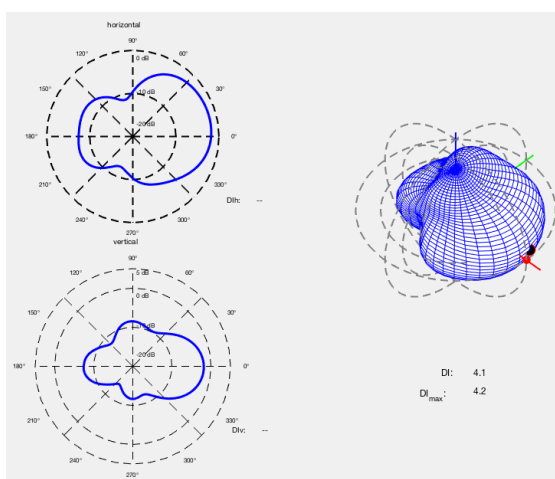 horizontal
90°
120°
60°
0 dB
150°
30°
-10 dB
-20 dB
180°
0°
210°
330°
DIh: --
240°
300°
270°
vertical
90°
120°
60°
5 dB
0 dB
150°
30°
-10 dB
-20 dB
180°
0°
210°
330°
DIv: --
240°
300°
270°
DI: 4.1
DImax: 4.2